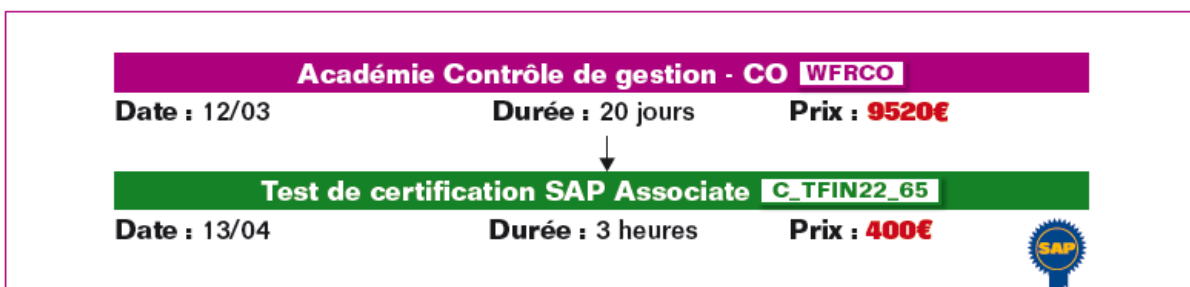 Académie Contrôle de gestion - CO WFRCO
Date : 12/03 Durée : 20 jours Prix : 9520€
Test de certification SAP Associate C_TFIN22_65
Date : 13/04 Durée : 3 heures Prix : 400€
SAP